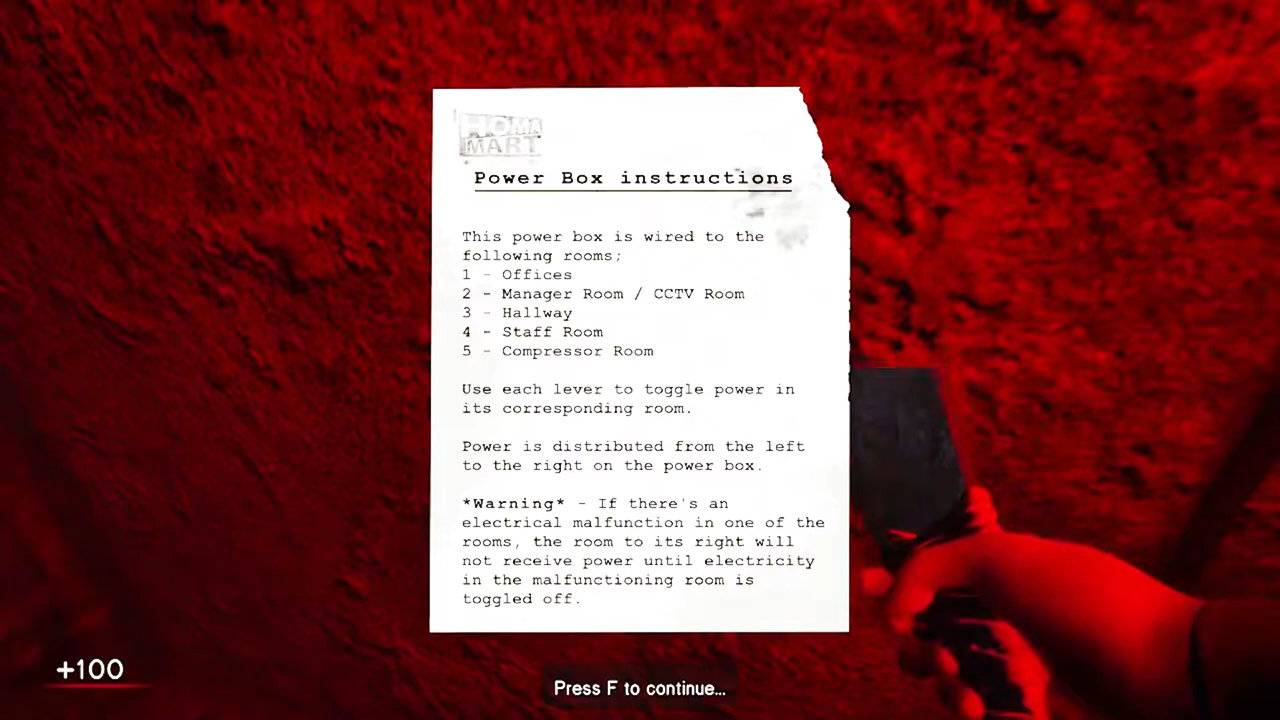 HOMA
MART
Power Box instructions
This power box is wired to the
following rooms;
1 - Offices
2 - Manager Room / CCTV Room
3 - Hallway
4 - Staff Room
5 - Compressor Room
Use each lever to toggle power in
its corresponding room.
Power is distributed from the left
to the right on the power box.
*Warning* - If there's an
electrical malfunction in one of the
rooms, the room to its right will
not receive power until electricity
in the malfunctioning room is
toggled off.
+100
Press F to continue...